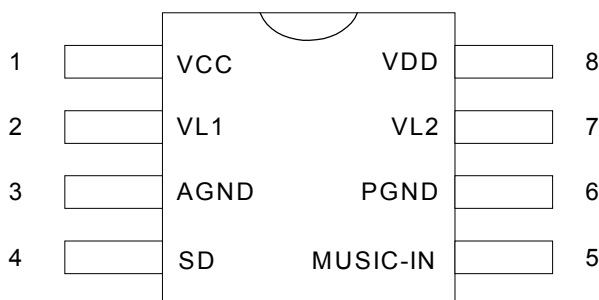 1 VCC VDD 8
2 VL1 VL2 7
3 AGND PGND 6
4 SD MUSIC-IN 5